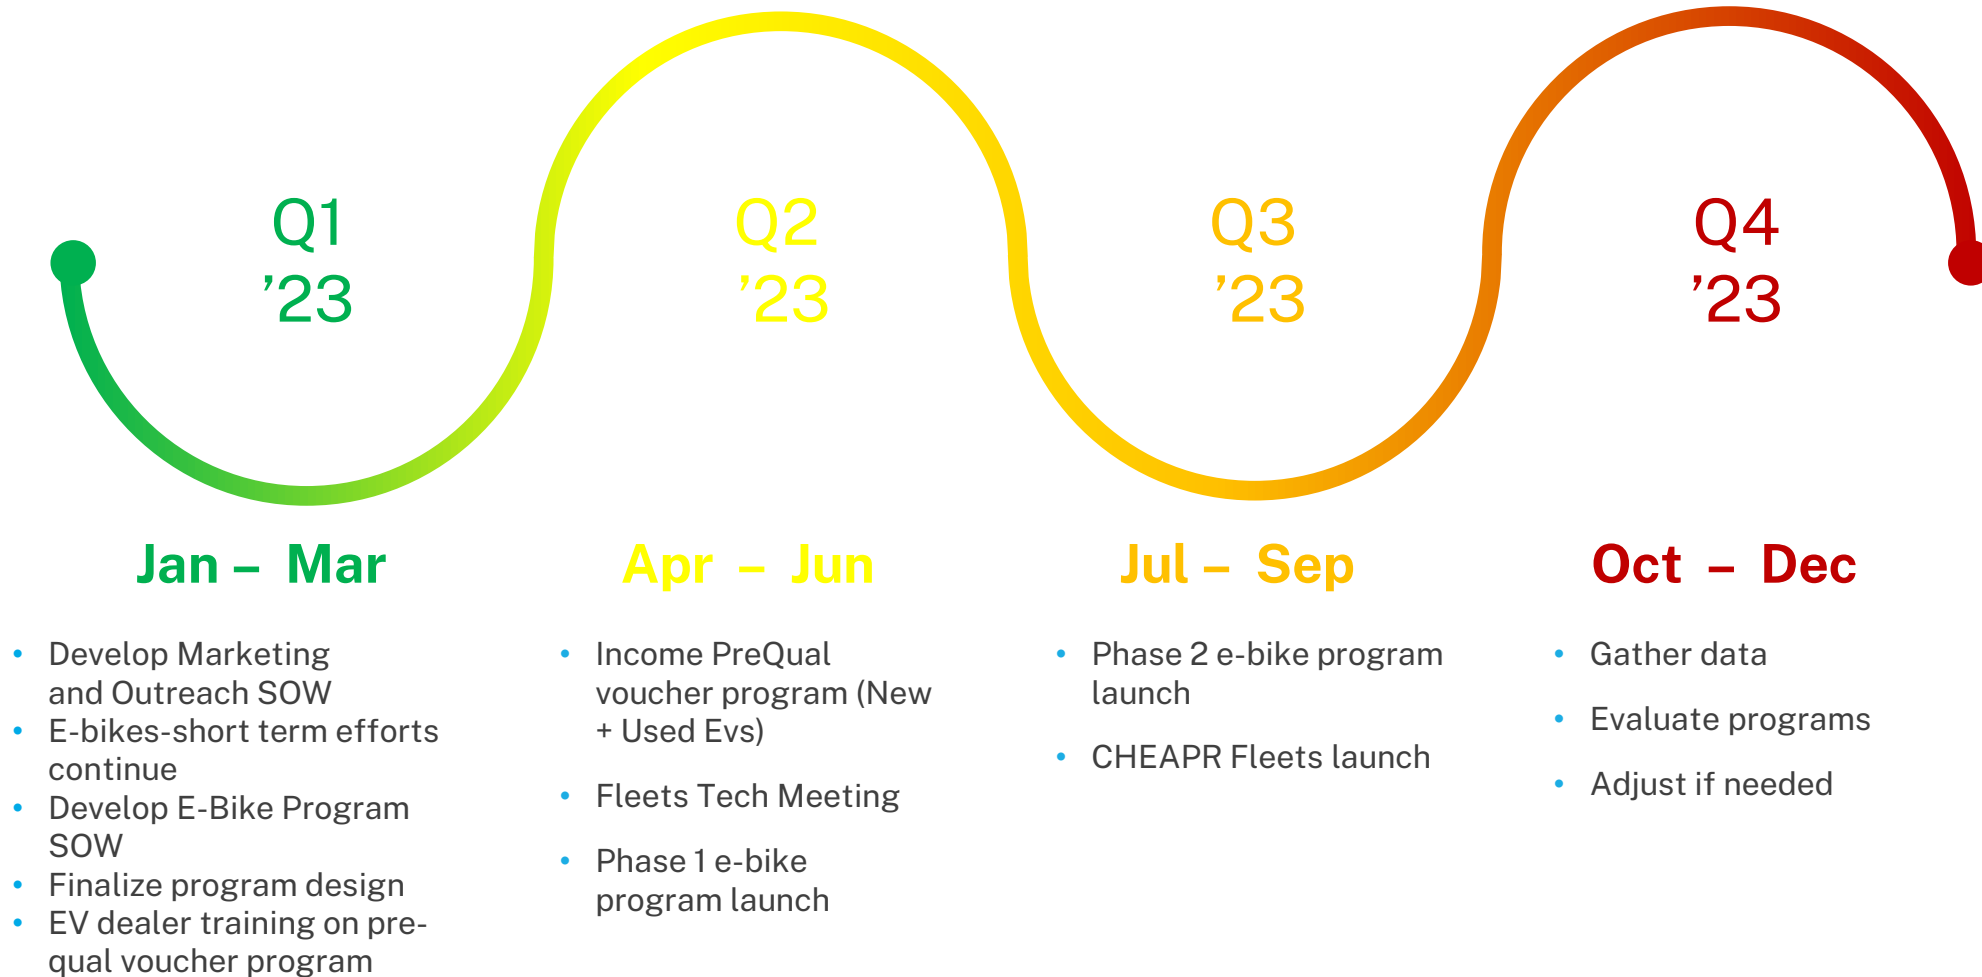 Q1
’23
Q2
’23
Q3
’23
Q4
’23
Jan – Mar
• Develop Marketing
and Outreach SOW
• E-bikes-short term efforts
continue
• Develop E-Bike Program
SOW
• Finalize program design
• EV dealer training on pre-
qual voucher program
Apr – Jun
• Income PreQual
voucher program (New
+ Used Evs)
• Fleets Tech Meeting
• Phase 1 e-bike
program launch
Jul – Sep
• Phase 2 e-bike program
launch
• CHEAPR Fleets launch
Oct – Dec
• Gather data
• Evaluate programs
• Adjust if needed